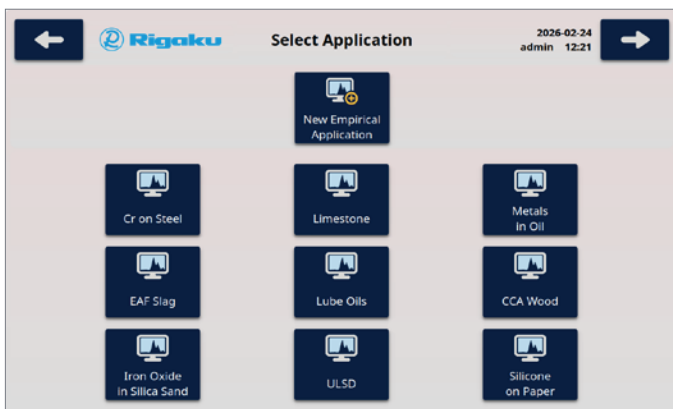 Rigaku
Select Application
2026-02-24
admin 12:21
New Empirical
Application
Cr on Steel
Limestone
Metals
in Oil
EAF Slag
Lube Oils
CCA Wood
Iron Oxide
in Silica Sand
ULSD
Silicone
on Paper